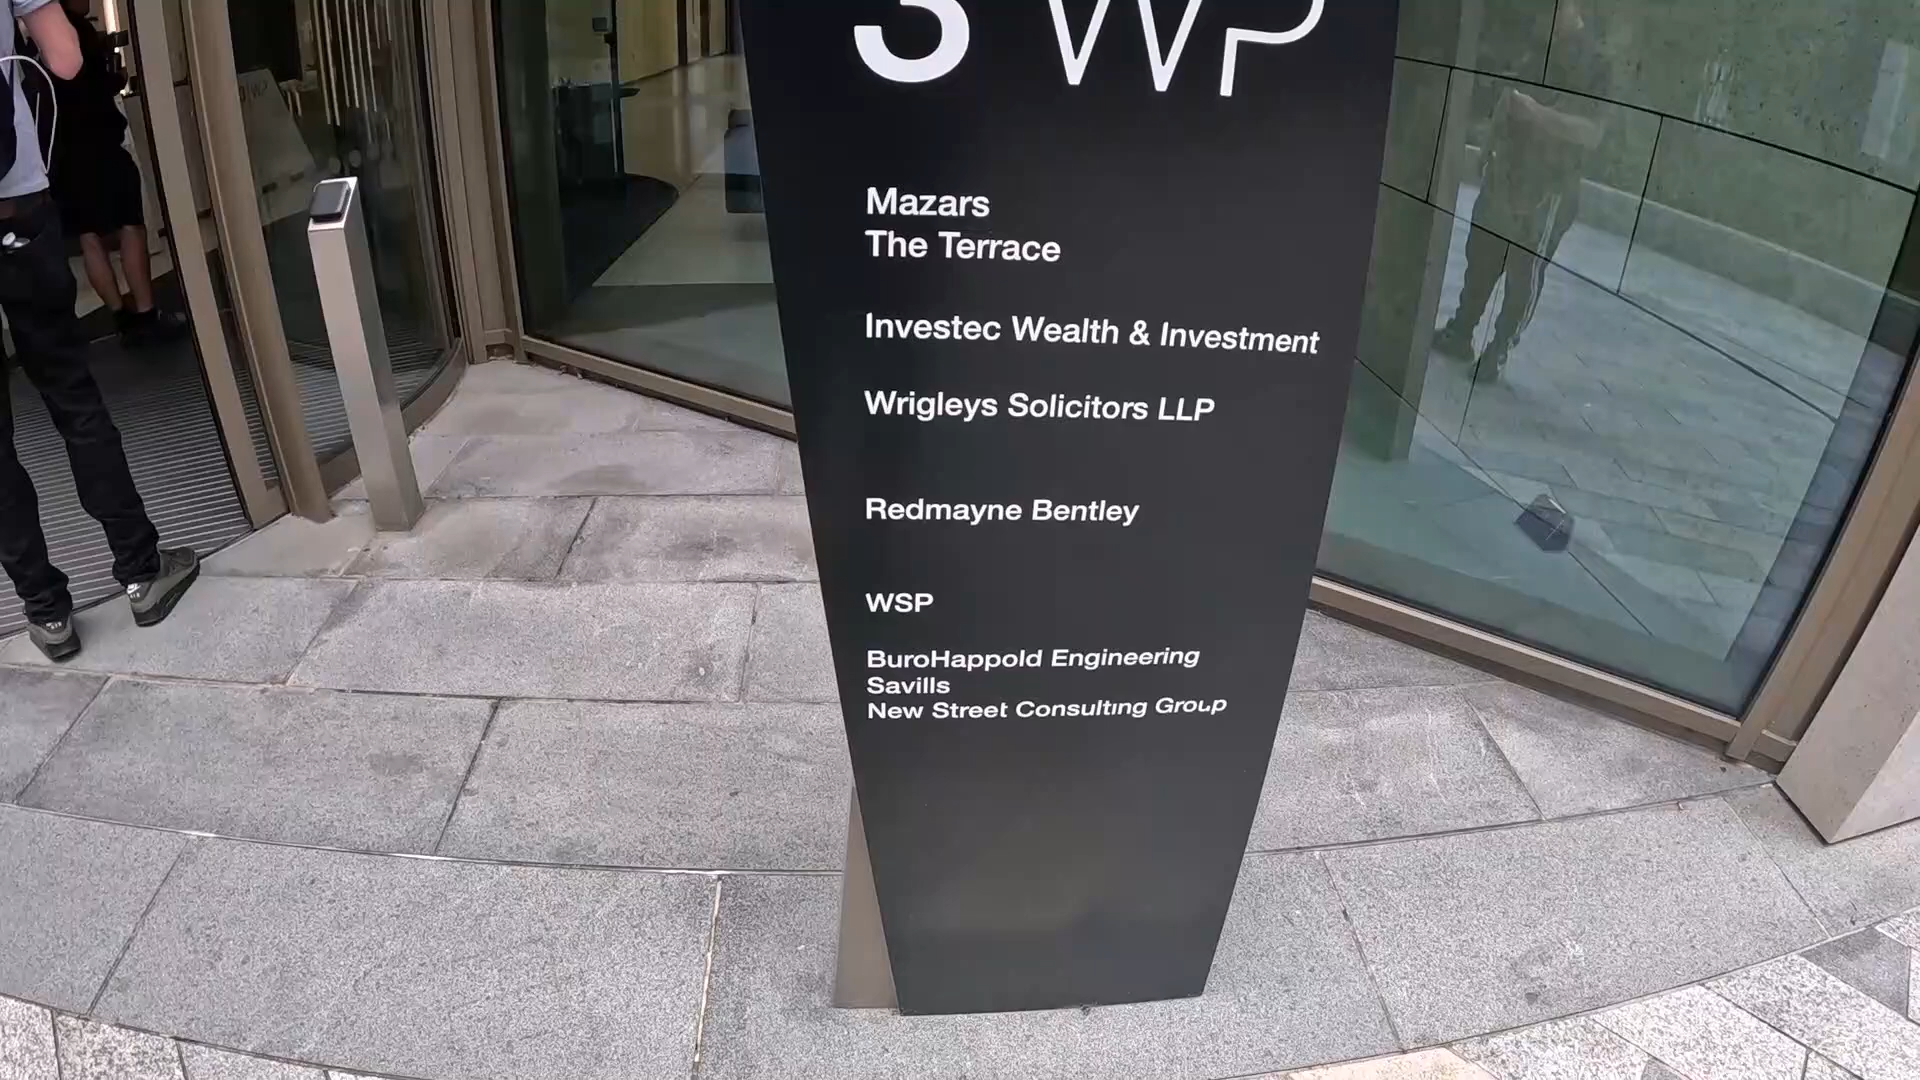 3 WP
Mazars
The Terrace
Investec Wealth & Investment
Wrigleys Solicitors LLP
Redmayne Bentley
WSP
BuroHappold Engineering
Savills
New Street Consulting Group